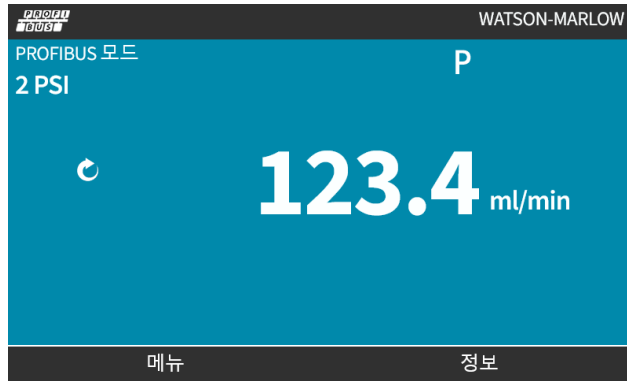 PROFI
BUS
WATSON-MARLOW
PROFIBUS 모드
P
2 PSI
123.4 ml/min
메뉴
정보